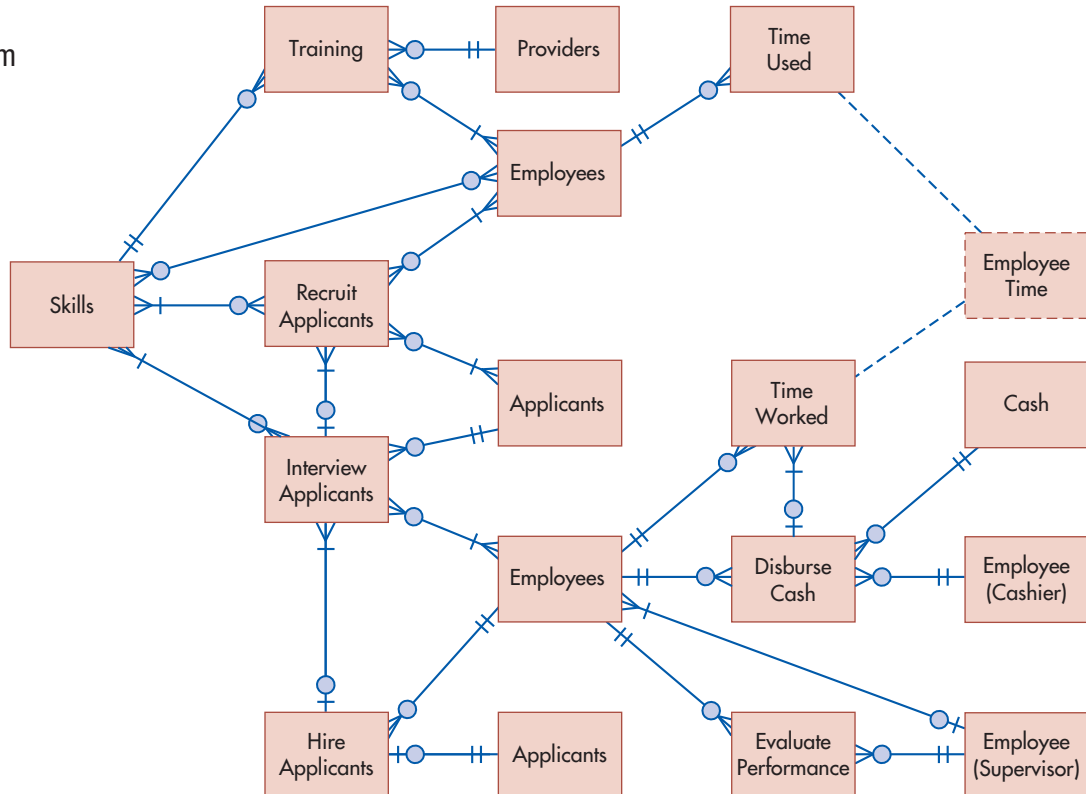 m
Training
Providers
Time
Used
Employees
Employee
Time
Skills
Recruit
Applicants
Applicants
Time
Worked
Cash
Interview
Applicants
Employees
Disburse
Cash
Employee
(Cashier)
Hire
Applicants
Applicants
Evaluate
Performance
Employee
(Supervisor)